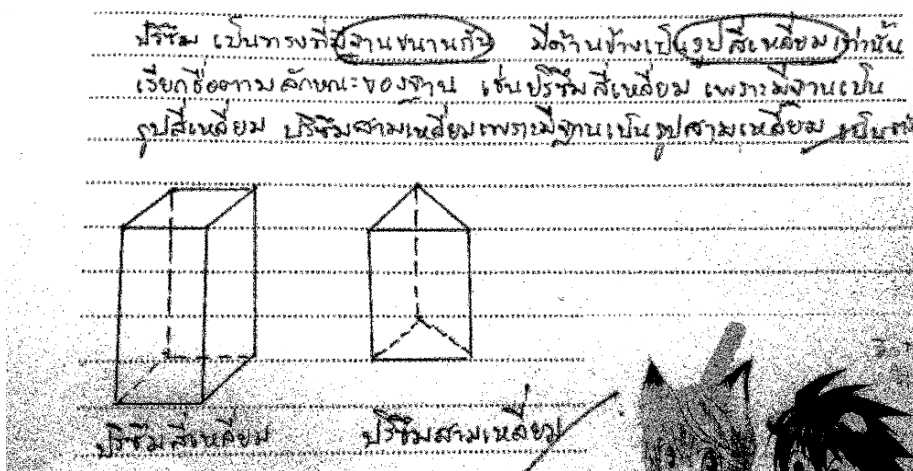 ปริซึม เป็นทรงที่มีฐานขนานกัน มีด้านข้างเป็นรูปสี่เหลี่ยมเท่านั้น
เรียกชื่อตามลักษณะของฐาน เช่นปริซึมสี่เหลี่ยม เพราะมีฐานเป็น
รูปสี่เหลี่ยม ปริซึมสามเหลี่ยมเพราะมีฐานเป็นรูปสามเหลี่ยม เป็นต้น
ปริซึมสี่เหลี่ยม ปริซึมสามเหลี่ยม